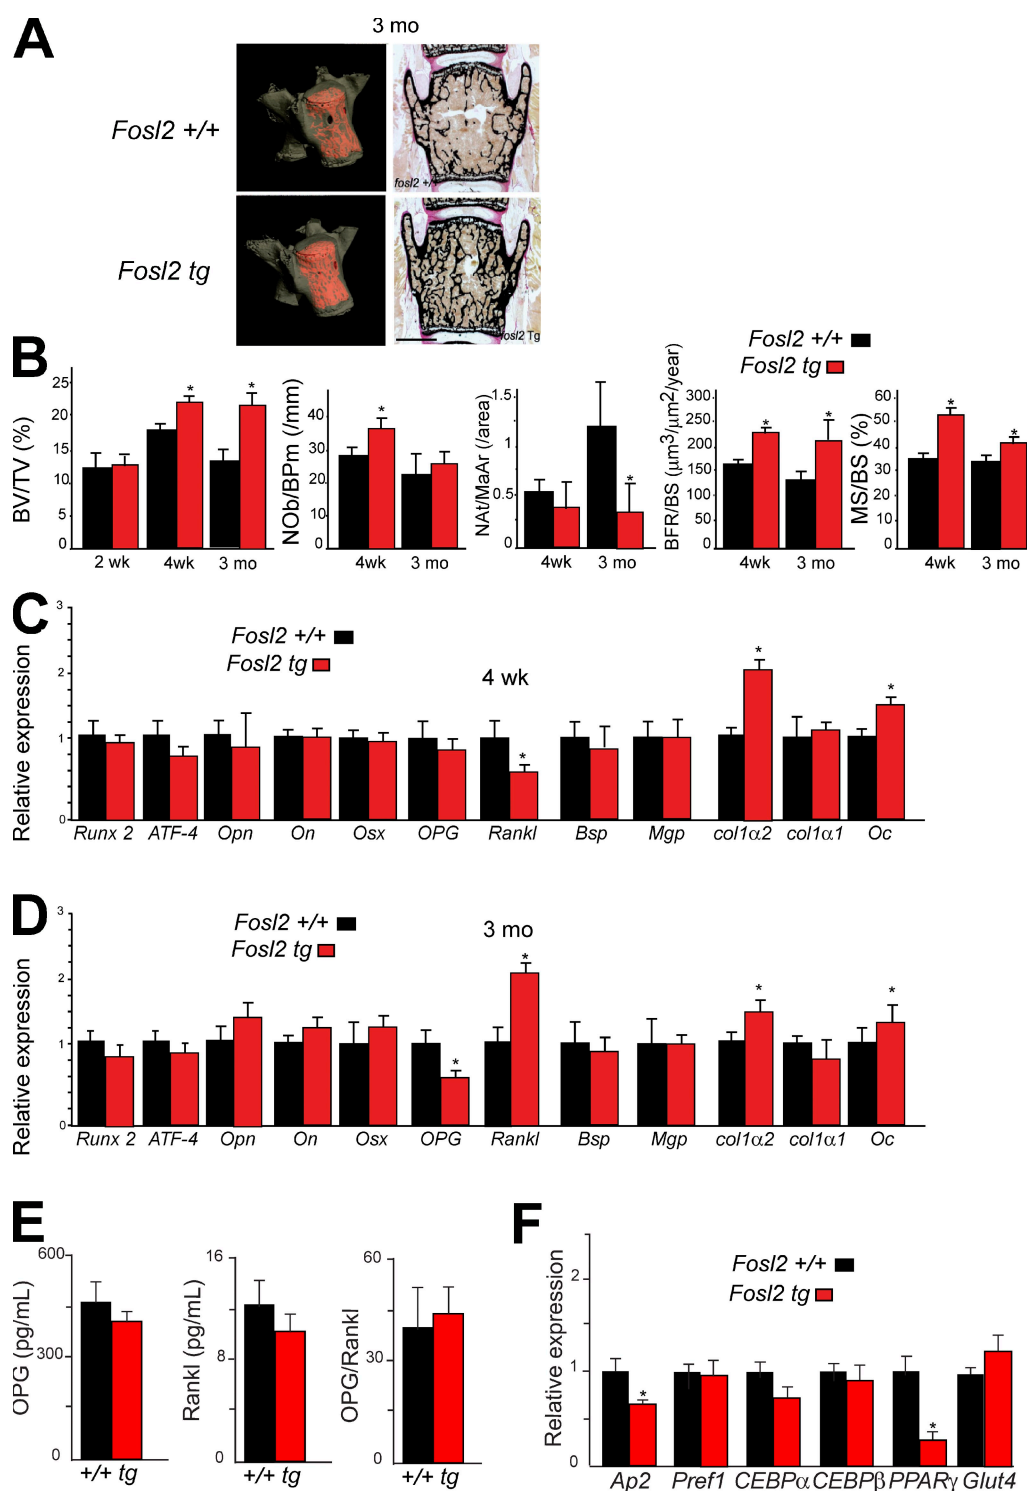 A
3 mo
Fosl2 +/+
fosl2 +/+
Fosl2 tg
fosl2 Tg
B
Fosl2 +/+
Fosl2 tg
BV/TV (%)
25
20
15
10
5
0
2 wk 4wk 3 mo
NOb/BPm (/mm)
40
30
20
10
0
4wk 3 mo
NAt/MaAr (/area)
1.5
1
0.5
0
4wk 3 mo
BFR/BS (μm³/μm²/year)
300
250
200
150
100
50
0
4wk 3 mo
MS/BS (%)
60
50
40
30
20
10
0
4wk 3 mo
* * * * * * * *
C
Fosl2 +/+
Fosl2 tg
4 wk
Relative expression
3
2
1
0
* * *
Runx 2 ATF-4 Opn On Osx OPG Rankl Bsp Mgp col1α2 col1α1 Oc
D
Fosl2 +/+
Fosl2 tg
3 mo
Relative expression
3
2
1
0
* * * *
Runx 2 ATF-4 Opn On Osx OPG Rankl Bsp Mgp col1α2 col1α1 Oc
E
OPG (pg/mL)
600
300
0
+/+ tg
Rankl (pg/mL)
16
8
0
+/+ tg
OPG/Rankl
60
30
0
+/+ tg
F
Fosl2 +/+
Fosl2 tg
Relative expression
2
1
0
* *
Ap2 Pref1 CEBPα CEBPβ PPARγ Glut4